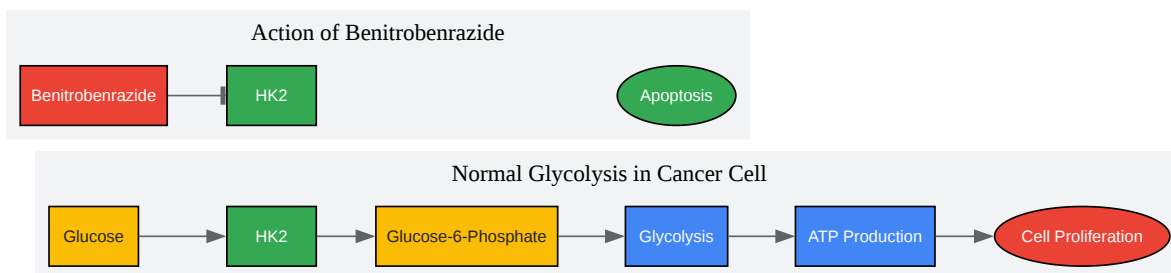 Action of Benitrobenrazide
Benitrobenrazide
HK2
Apoptosis
Normal Glycolysis in Cancer Cell
Glucose
HK2
Glucose-6-Phosphate
Glycolysis
ATP Production
Cell Proliferation